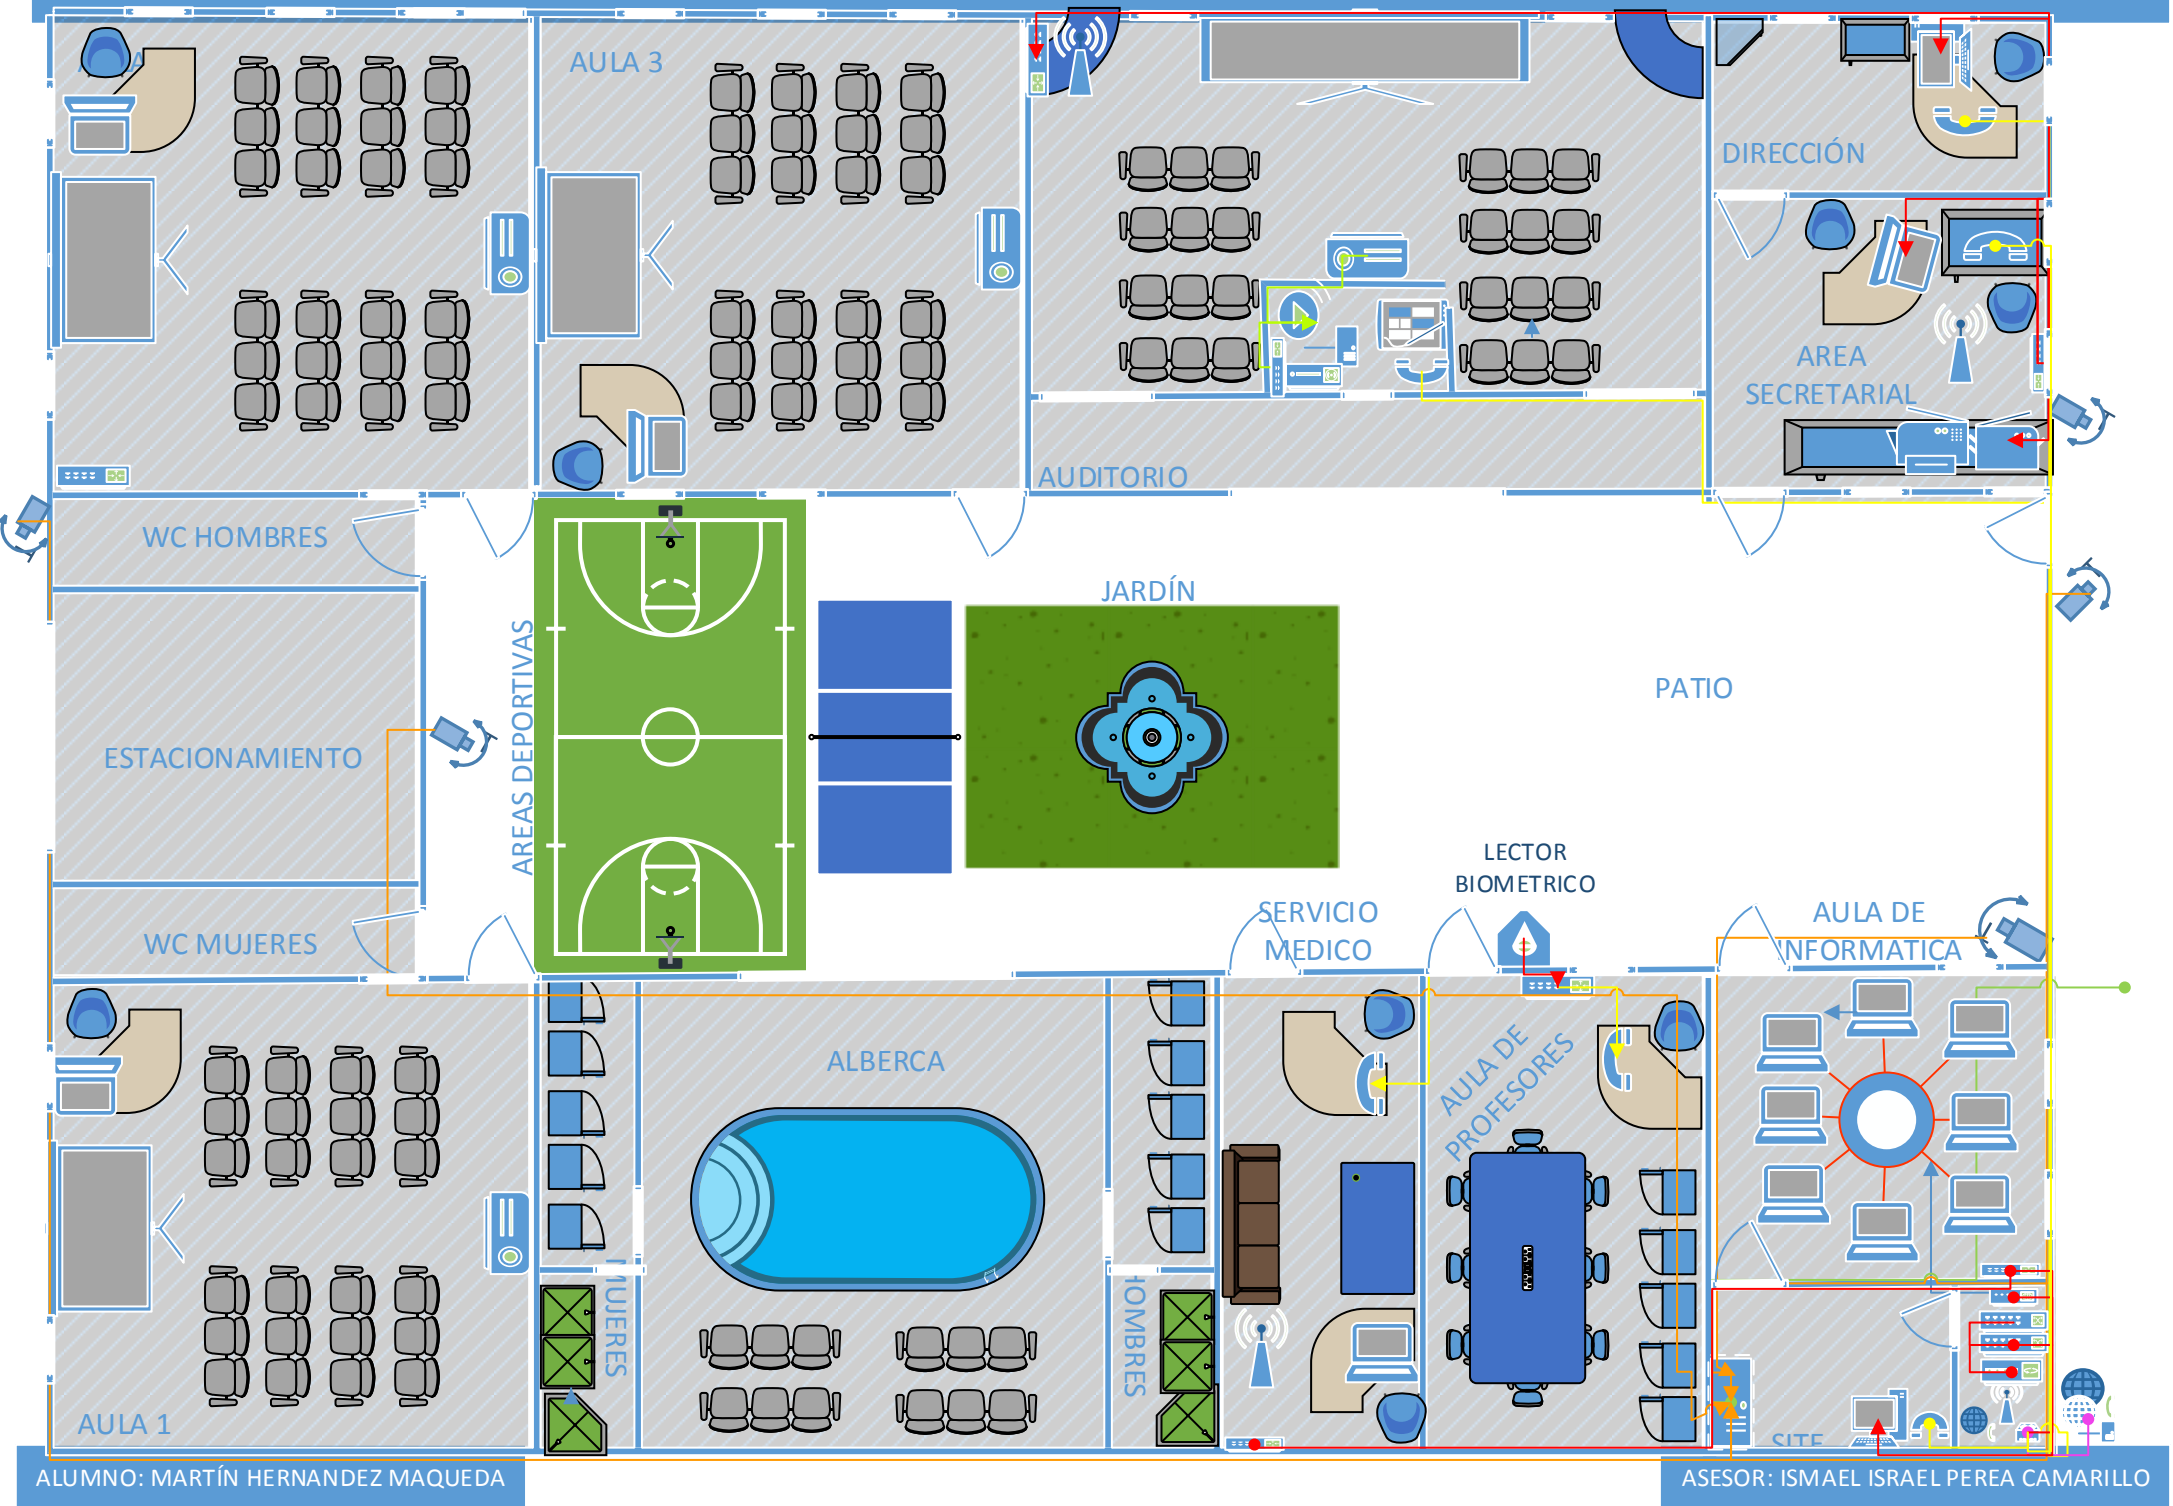 AULA 3
DIRECCIÓN
AREA
SECRETARIAL
AUDITORIO
WC HOMBRES
JARDÍN
AREAS DEPORTIVAS
PATIO
ESTACIONAMIENTO
LECTOR
BIOMETRICO
SERVICIO
MEDICO
AULA DE
INFORMATICA
WC MUJERES
ALBERCA
AULA DE
PROFESORES
MUJERES
HOMBRES
AULA 1
SITE
ALUMNO: MARTÍN HERNANDEZ MAQUEDA
ASESOR: ISMAEL ISRAEL PEREA CAMARILLO